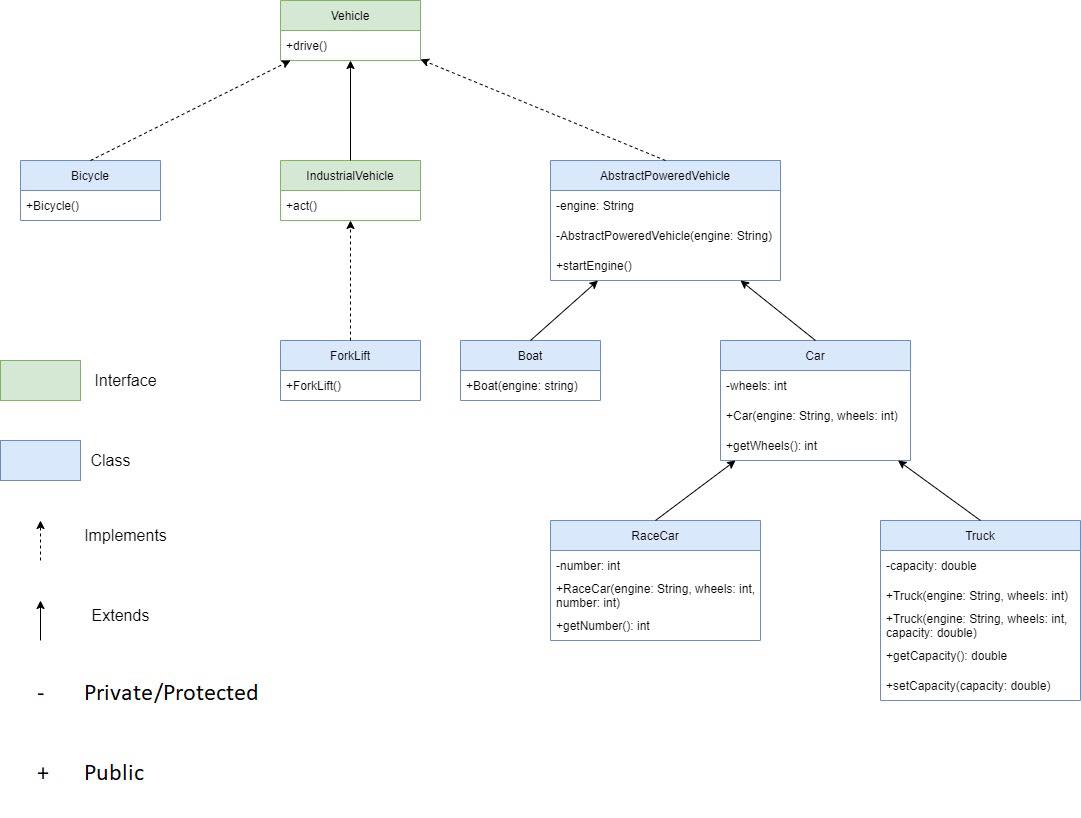 Vehicle
+drive()
Bicycle
+Bicycle()
IndustrialVehicle
+act()
AbstractPoweredVehicle
-engine: String
-AbstractPoweredVehicle(engine: String)
+startEngine()
ForkLift
+ForkLift()
Boat
+Boat(engine: string)
Car
-wheels: int
+Car(engine: String, wheels: int)
+getWheels(): int
RaceCar
-number: int
+RaceCar(engine: String, wheels: int,
number: int)
+getNumber(): int
Truck
-capacity: double
+Truck(engine: String, wheels: int)
+Truck(engine: String, wheels: int,
capacity: double)
+getCapacity(): double
+setCapacity(capacity: double)
Interface
Class
Implements
Extends
- Private/Protected
+ Public